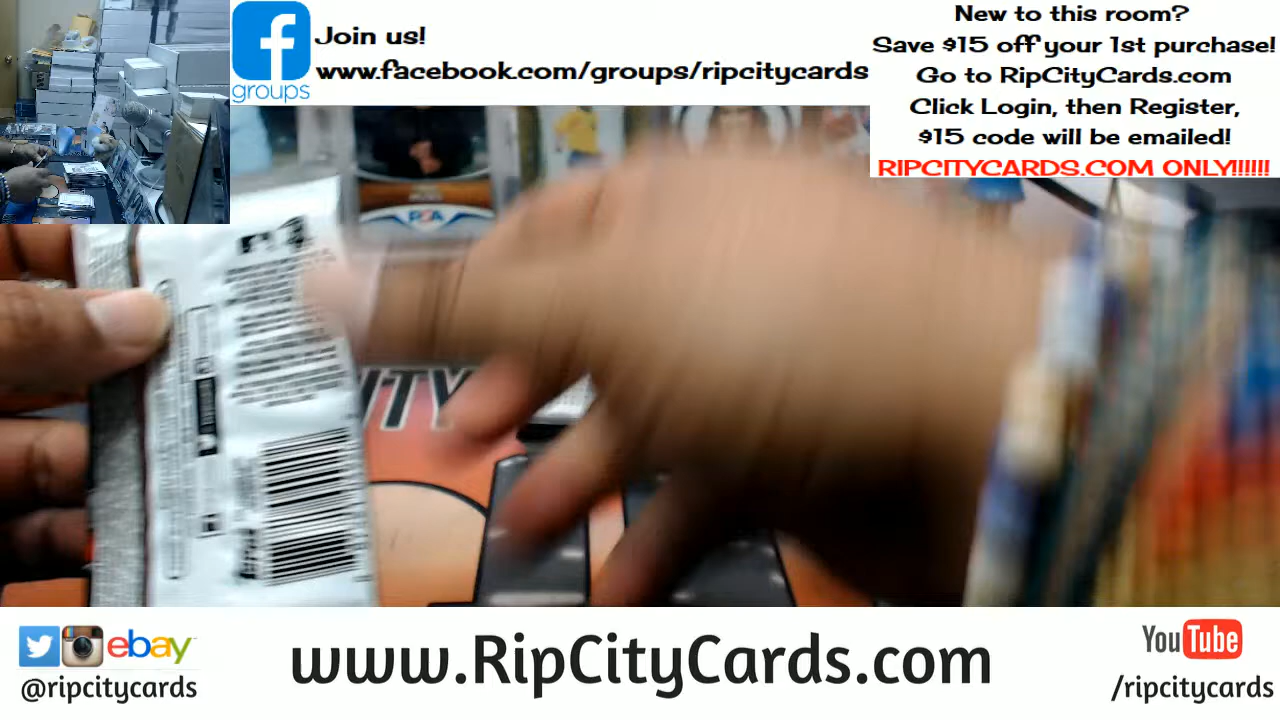 f
groups
Join us!
www.facebook.com/groups/ripcitycards
New to this room?
Save $15 off your 1st purchase!
Go to RipCityCards.com
Click Login, then Register,
$15 code will be emailed!
RIPCITYCARDS.COM ONLY!!!!!!
PSA
ITY
ebay
@ripcitycards
www.RipCityCards.com
YouTube
/ripcitycards